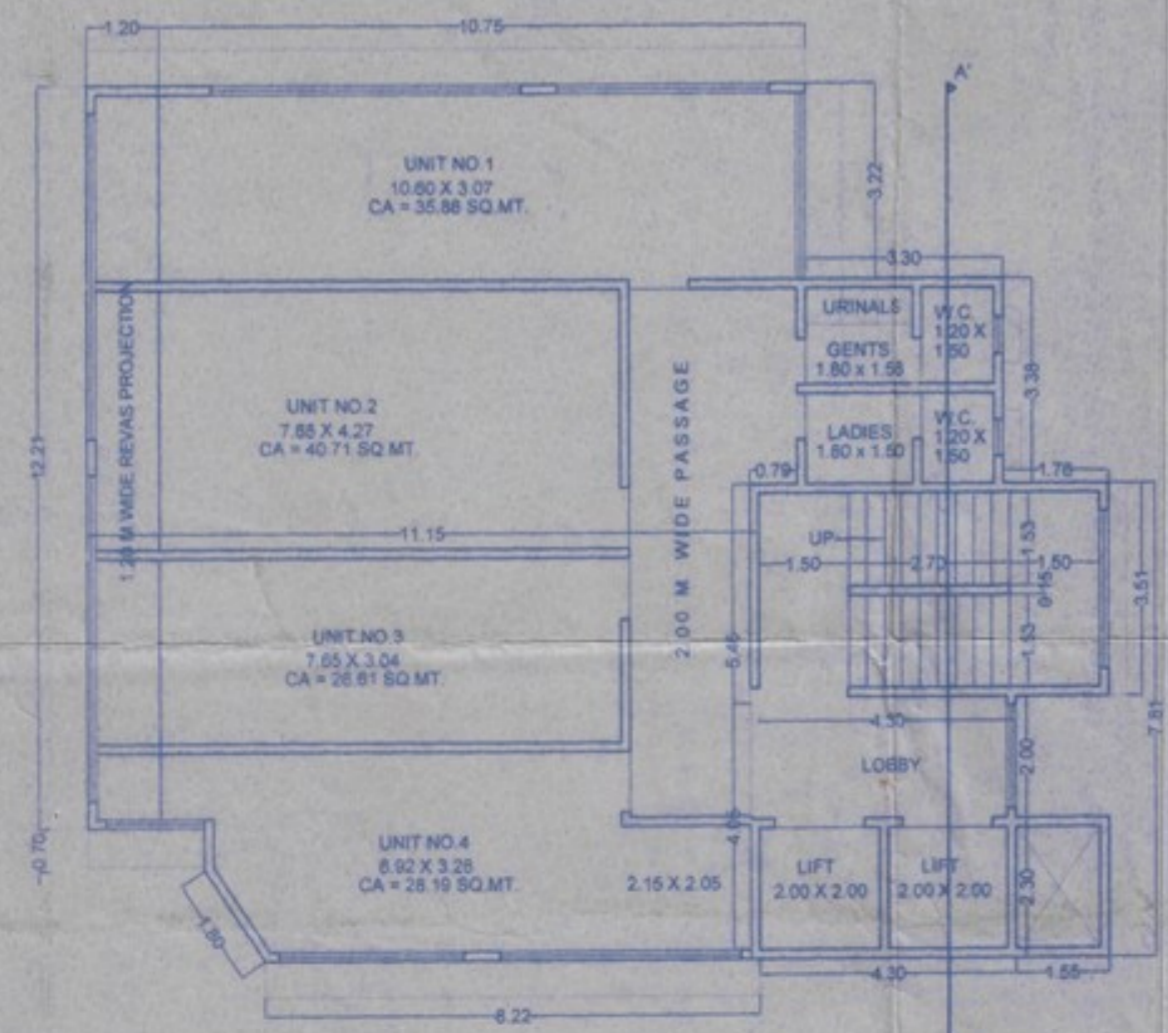 1.20
10.75
A'
UNIT NO.1
10.60 X 3.07
CA = 35.88 SQ.MT.
3.22
3.30
URINALS
GENTS
1.80 x 1.58
W.C.
1.20 X
1.50
3.38
UNIT NO.2
7.65 X 4.27
CA = 40.71 SQ.MT.
LADIES
1.80 x 1.50
W.C.
1.20 X
1.50
12.21
1.20 M WIDE REVAS PROJECTION
2.00 M WIDE PASSAGE
0.79
1.76
11.15
UP
1.50
2.70
1.50
1.53
0.15
1.53
3.51
5.46
UNIT NO.3
7.65 X 3.04
CA = 26.61 SQ.MT.
4.30
LOBBY
2.00
7.81
0.70
UNIT NO.4
CA = 28.19 SQ.MT.
2.15 X 2.05
LIFT
2.00 X 2.00
LIFT
2.00 X 2.00
2.30
1.80
4.30
1.55